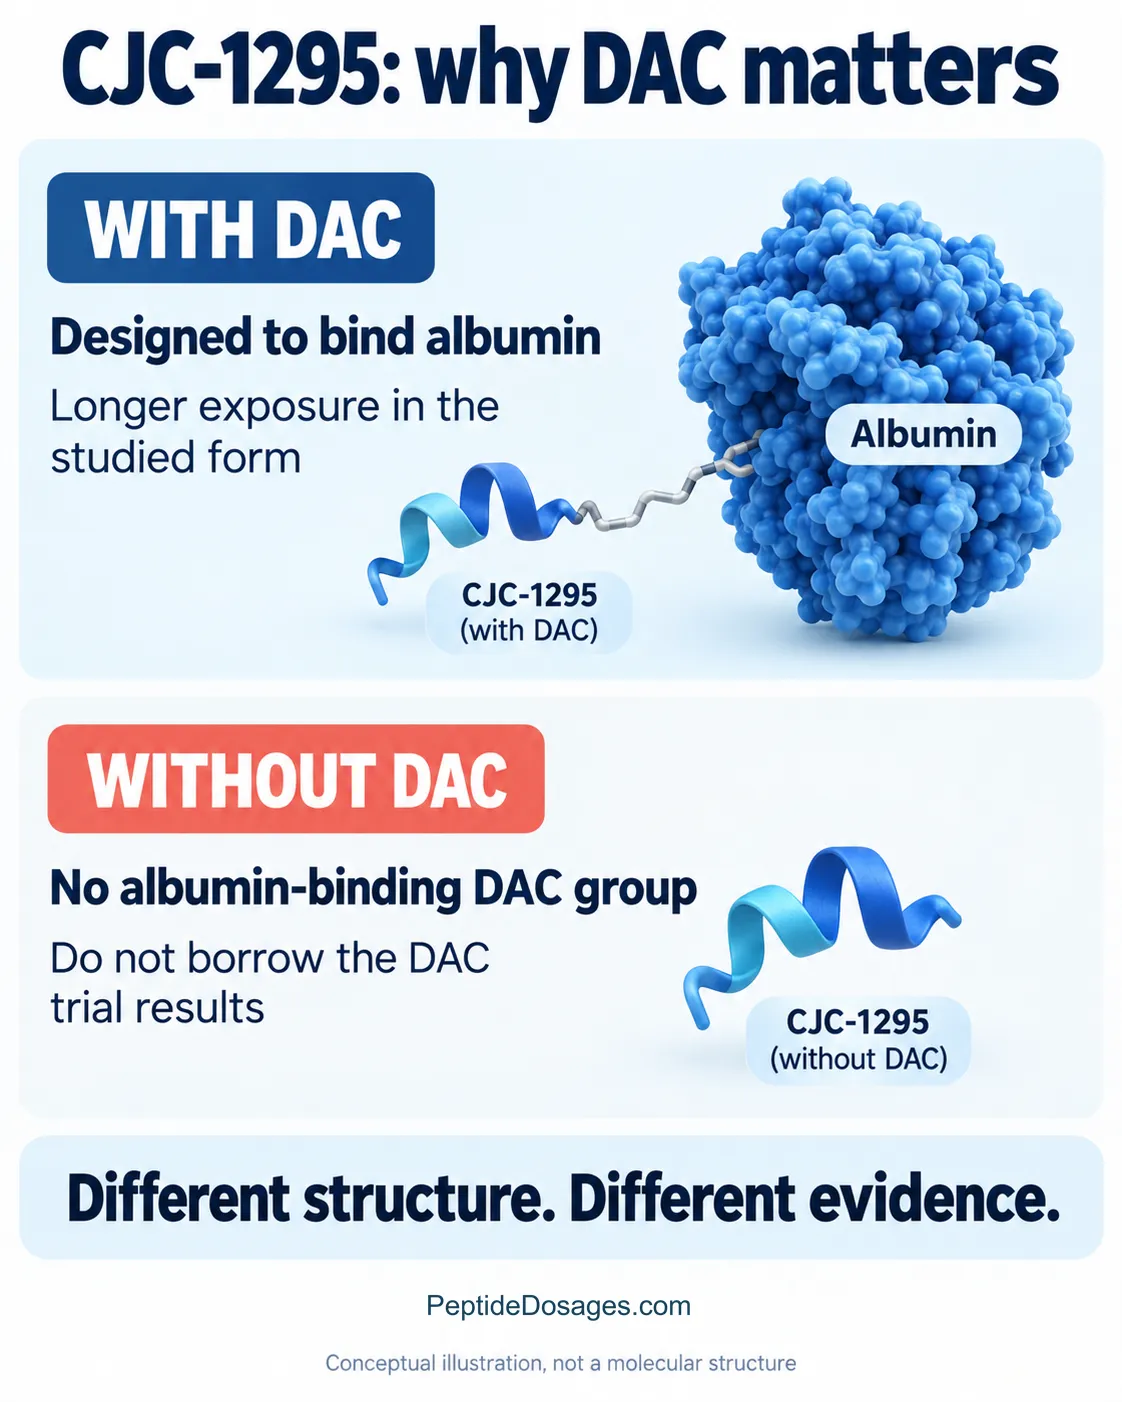 CJC-1295: why DAC matters
WITH DAC
Designed to bind albumin
Longer exposure in the
studied form
Albumin
CJC-1295
(with DAC)
WITHOUT DAC
No albumin-binding DAC group
Do not borrow the DAC
trial results
CJC-1295
(without DAC)
Different structure. Different evidence.
PeptideDosages.com
Conceptual illustration, not a molecular structure